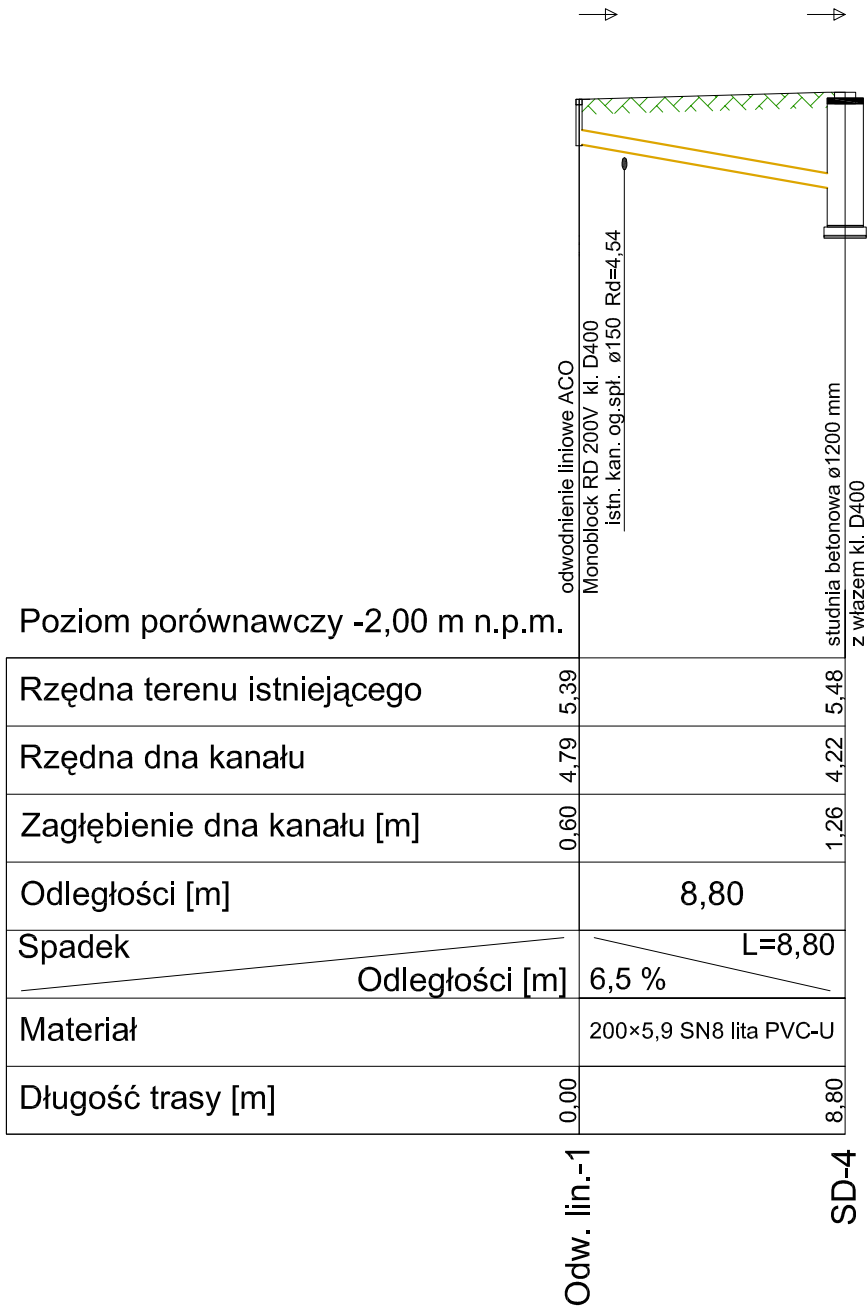 odwodnienie liniowe ACO
Monoblock RD 200V kl. D400
istn. kan. og.spł. ø150 Rd=4,54
studnia betonowa ø1200 mm
z włazem kl. D400
Poziom porównawczy -2,00 m n.p.m.
Rzędna terenu istniejącego 5,39 5,48
Rzędna dna kanału 4,79 4,22
Zagłębienie dna kanału [m] 0,60 1,26
Odległości [m] 8,80
Spadek L=8,80
Odległości [m] 6,5 %
Materiał 200×5,9 SN8 lita PVC-U
Długość trasy [m] 0,00 8,80
Odw. lin.-1
SD-4